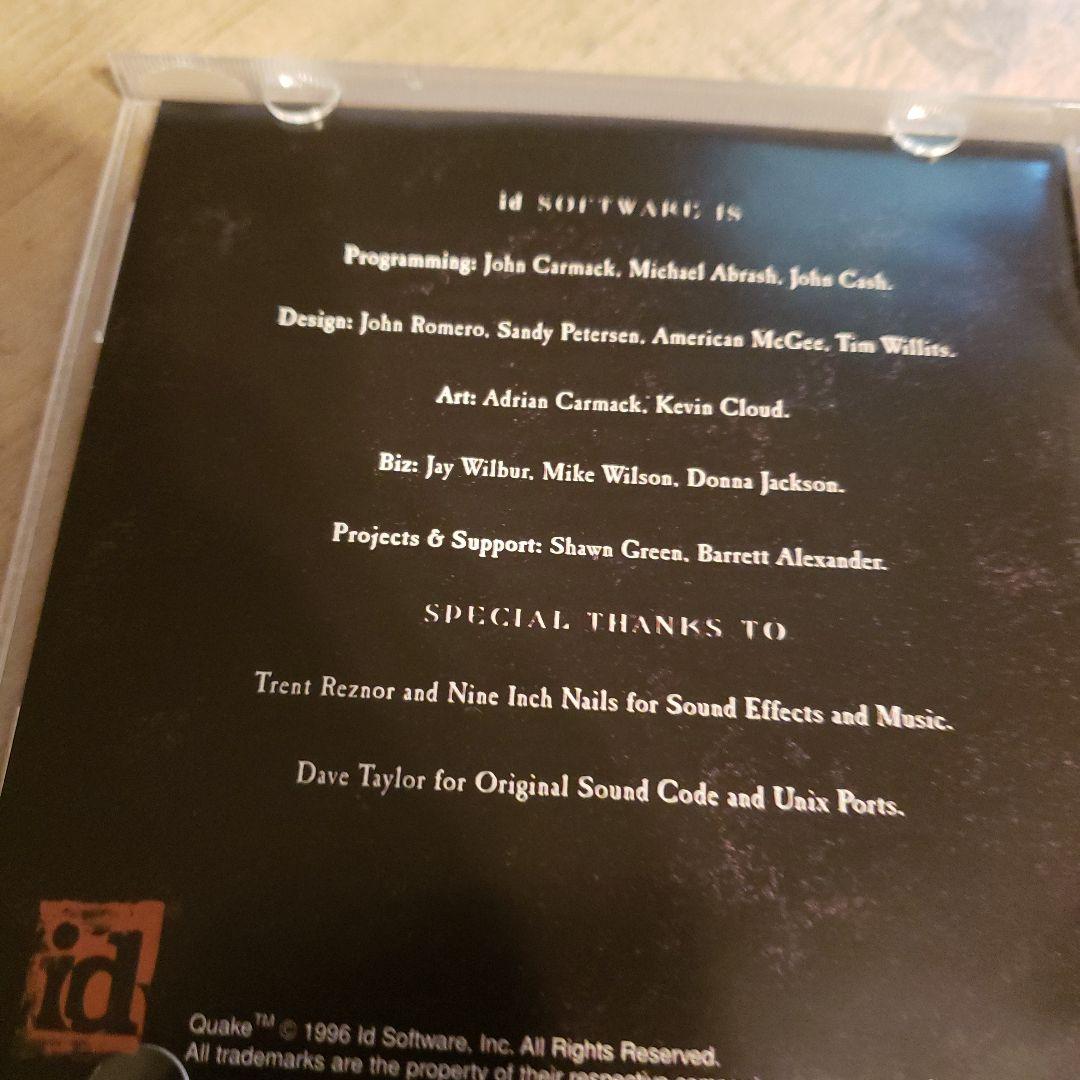 id SOFTWARE IS
Programming: John Carmack, Michael Abrash, John Cash.
Design: John Romero, Sandy Petersen, American McGee, Tim Willits.
Art: Adrian Carmack, Kevin Cloud.
Biz: Jay Wilbur, Mike Wilson, Donna Jackson.
Projects & Support: Shawn Green, Barrett Alexander.
SPECIAL THANKS TO
Trent Reznor and Nine Inch Nails for Sound Effects and Music.
Dave Taylor for Original Sound Code and Unix Ports.
id
Quake™ © 1996 Id Software, Inc. All Rights Reserved.
All trademarks are the property of their respective